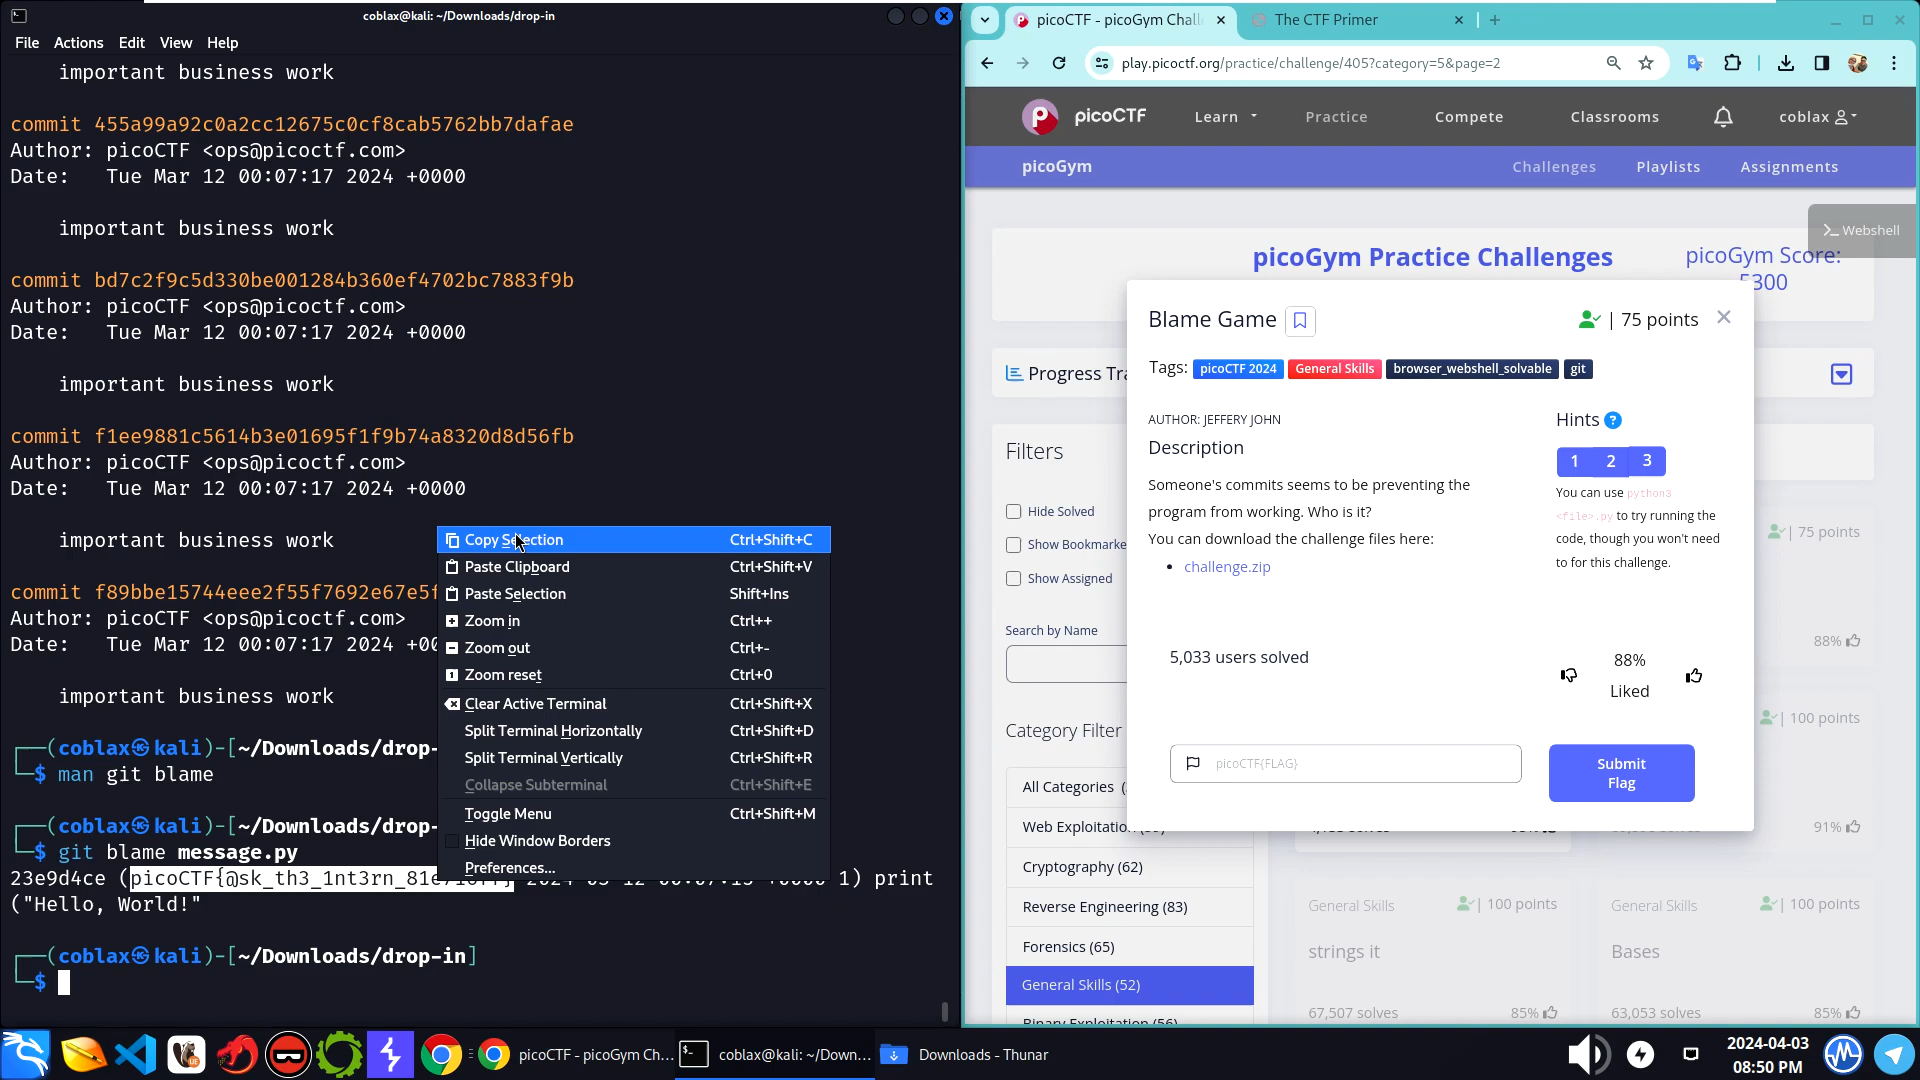 coblax@kali: ~/Downloads/drop-in
File Actions Edit View Help
important business work
commit 455a99a92c0a2cc12675c0cf8cab5762bb7dafae
Author: picoCTF <ops@picoctf.com>
Date: Tue Mar 12 00:07:17 2024 +0000
important business work
commit bd7c2f9c5d330be001284b360ef4702bc7883f9b
Author: picoCTF <ops@picoctf.com>
Date: Tue Mar 12 00:07:17 2024 +0000
important business work
commit f1ee9881c5614b3e01695f1f9b74a8320d8d56fb
Author: picoCTF <ops@picoctf.com>
Date: Tue Mar 12 00:07:17 2024 +0000
important business work
commit f89bbe15744eee2f55f7692e67e5f
Author: picoCTF <ops@picoctf.com>
Date: Tue Mar 12 00:07:17 2024 +00
important business work
┌──(coblax㉿kali)-[~/Downloads/drop-
└─$ man git blame
┌──(coblax㉿kali)-[~/Downloads/drop-
└─$ git blame message.py
23e9d4ce (picoCTF{@sk_th3_1nt3rn_81e 1) print
("Hello, World!"
┌──(coblax㉿kali)-[~/Downloads/drop-in]
└─$
Copy Selection Ctrl+Shift+C
Paste Clipboard Ctrl+Shift+V
Paste Selection Shift+Ins
Zoom in Ctrl++
Zoom out Ctrl+-
Zoom reset Ctrl+0
Clear Active Terminal Ctrl+Shift+X
Split Terminal Horizontally Ctrl+Shift+D
Split Terminal Vertically Ctrl+Shift+R
Collapse Subterminal Ctrl+Shift+E
Toggle Menu Ctrl+Shift+M
Hide Window Borders
Preferences...
picoCTF - picoGym Chall
The CTF Primer
play.picoctf.org/practice/challenge/405?category=5&page=2
picoCTF Learn Practice Compete Classrooms coblax
picoGym Challenges Playlists Assignments
>_ Webshell
picoGym Practice Challenges
picoGym Score:
5300
Progress Tra
Filters
Hide Solved
Show Bookmarke
Show Assigned
Search by Name
Category Filter
All Categories (
Web Exploitation
Cryptography (62)
Reverse Engineering (83)
Forensics (65)
General Skills (52)
Binary Exploitation (56)
Blame Game
| 75 points
Tags: picoCTF 2024 General Skills browser_webshell_solvable git
AUTHOR: JEFFERY JOHN
Description
Someone's commits seems to be preventing the
program from working. Who is it?
You can download the challenge files here:
• challenge.zip
Hints ?
1 2 3
You can use python3
<file>.py to try running the
code, though you won't need
to for this challenge.
5,033 users solved
88%
Liked
picoCTF{FLAG}
Submit
Flag
| 75 points
88%
| 100 points
91%
General Skills | 100 points
strings it
67,507 solves 85%
General Skills | 100 points
Bases
63,053 solves 85%
picoCTF - picoGym Ch...
coblax@kali: ~/Down...
Downloads - Thunar
2024-04-03
08:50 PM